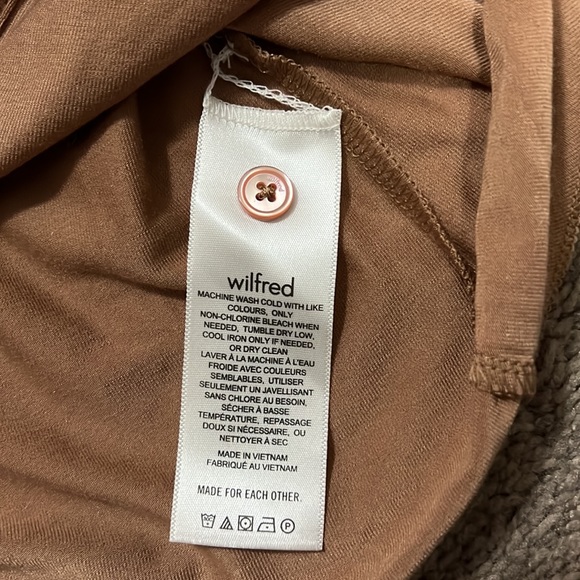 wilfred
MACHINE WASH COLD WITH LIKE
COLOURS, ONLY
NON-CHLORINE BLEACH WHEN
NEEDED, TUMBLE DRY LOW,
COOL IRON ONLY IF NEEDED,
OR DRY CLEAN
LAVER À LA MACHINE À L'EAU
FROIDE AVEC COULEURS
SEMBLABLES, UTILISER
SEULEMENT UN JAVELLISANT
SANS CHLORE AU BESOIN,
SÉCHER À BASSE
TEMPÉRATURE, REPASSAGE
DOUX SI NÉCESSAIRE, OU
NETTOYER À SEC
MADE IN VIETNAM
FABRIQUÉ AU VIETNAM
MADE FOR EACH OTHER.